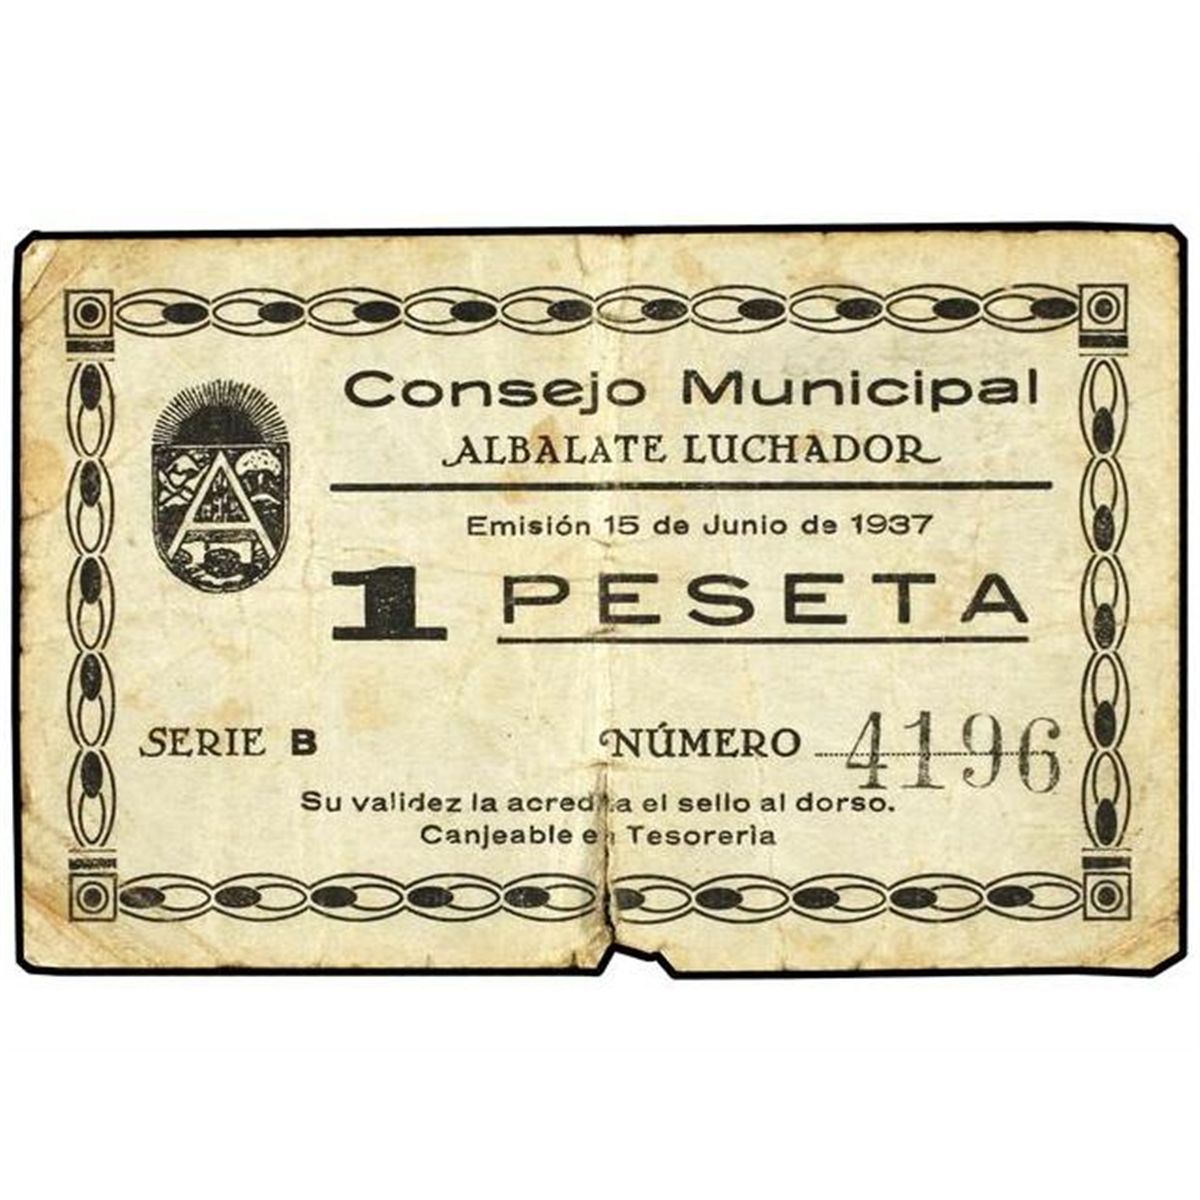 Consejo Municipal
ALBALATE LUCHADOR
Emisión 15 de Junio de 1937
1 PESETA
SERIE B NÚMERO 4196
Su validez la acredita el sello al dorso.
Canjeable en Tesorerìa
A